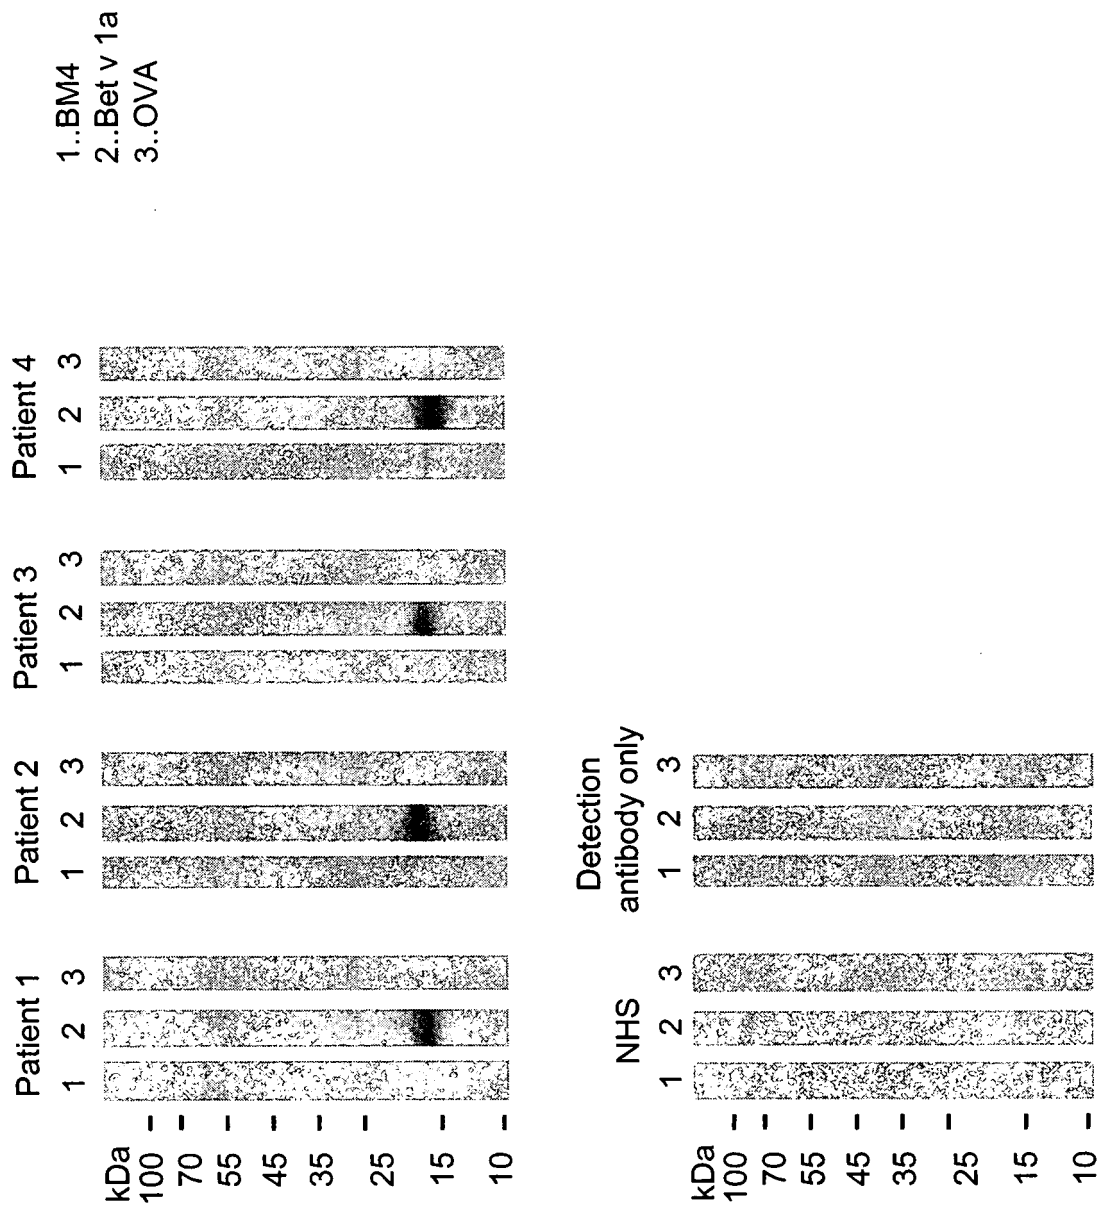 Patient 1
Patient 2
Patient 3
Patient 4
kDa
1 2 3
1 2 3
1 2 3
1 2 3
100
70
55
45
35
25
15
10
1..BM4
2..Bet v 1a
3..OVA
NHS
Detection
antibody only
kDa
1 2 3
1 2 3
100
70
55
45
35
25
15
10